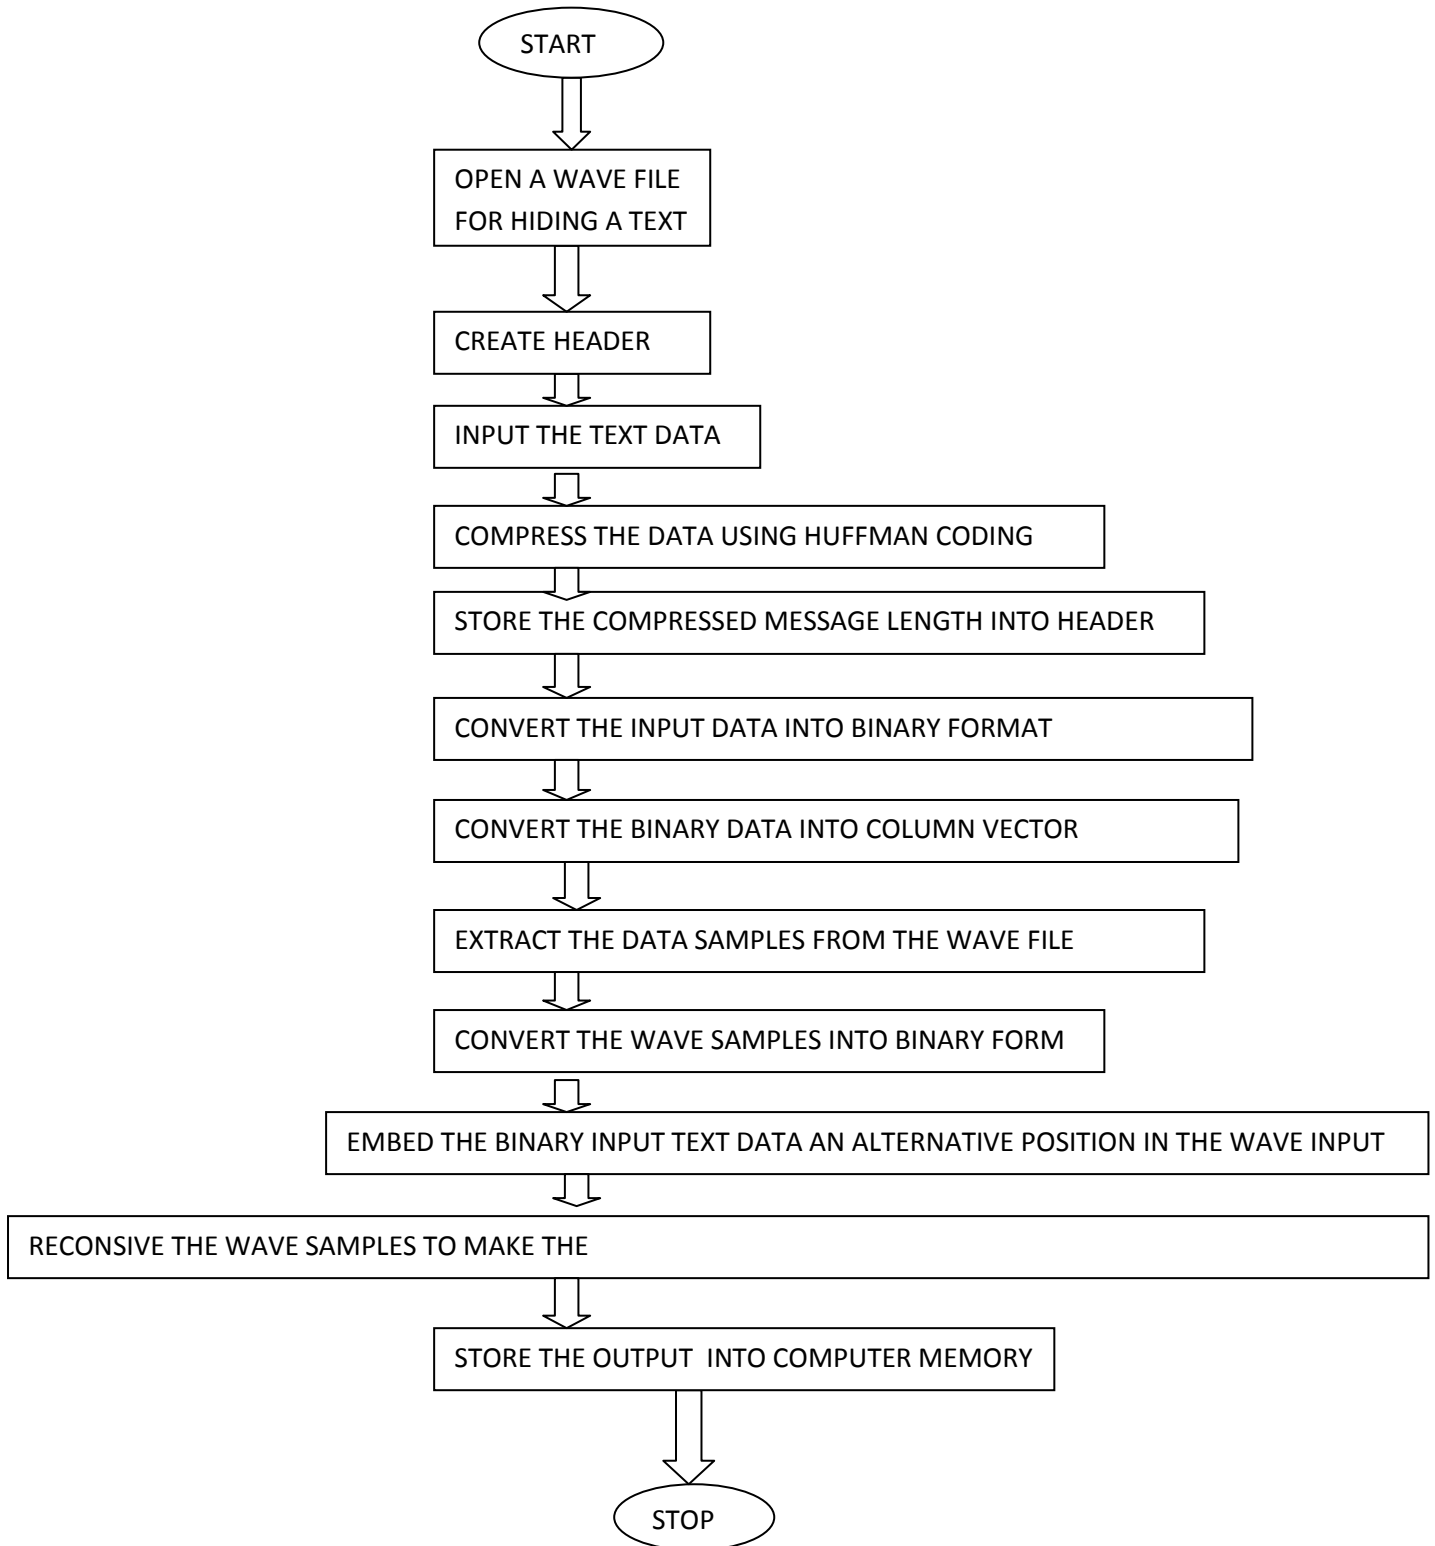 START
OPEN A WAVE FILE
FOR HIDING A TEXT
CREATE HEADER
INPUT THE TEXT DATA
COMPRESS THE DATA USING HUFFMAN CODING
STORE THE COMPRESSED MESSAGE LENGTH INTO HEADER
CONVERT THE INPUT DATA INTO BINARY FORMAT
CONVERT THE BINARY DATA INTO COLUMN VECTOR
EXTRACT THE DATA SAMPLES FROM THE WAVE FILE
CONVERT THE WAVE SAMPLES INTO BINARY FORM
EMBED THE BINARY INPUT TEXT DATA AN ALTERNATIVE POSITION IN THE WAVE INPUT
RECONSIVE THE WAVE SAMPLES TO MAKE THE
STORE THE OUTPUT INTO COMPUTER MEMORY
STOP